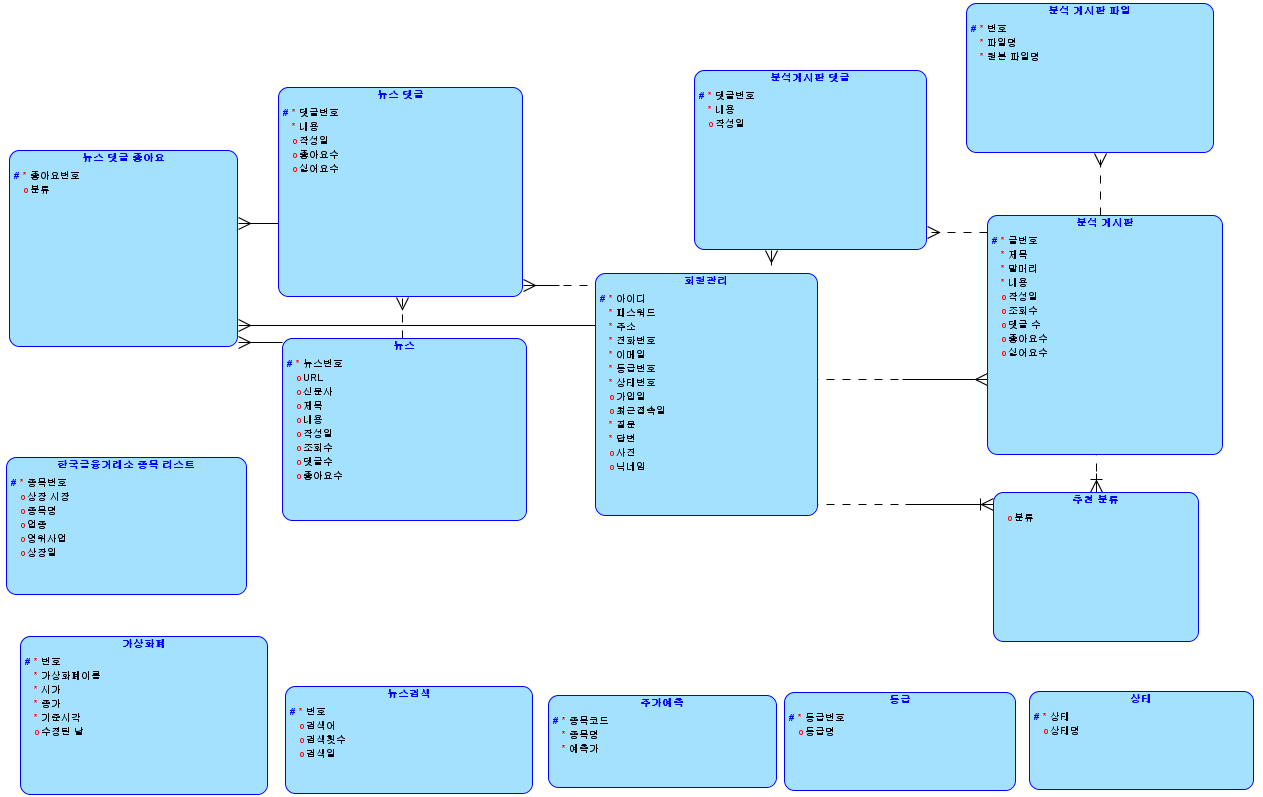 분석 게시판 파일
# * 번호
* 파일명
* 원본 파일명
분석게시판 댓글
# * 댓글번호
* 내용
o 작성일
뉴스 댓글
# * 댓글번호
* 내용
o 작성일
o 좋아요수
o 싫어요수
뉴스 댓글 좋아요
# * 좋아요번호
o 분류
분석 게시판
# * 글번호
* 제목
* 말머리
* 내용
o 작성일
o 조회수
o 댓글 수
o 좋아요수
o 싫어요수
회원관리
# * 아이디
* 패스워드
* 주소
* 전화번호
* 이메일
* 등급번호
* 상태번호
o 가입일
o 최근접속일
* 질문
* 답변
o 사진
o 닉네임
뉴스
# * 뉴스번호
o URL
o 신문사
o 제목
o 내용
o 작성일
o 조회수
o 댓글수
o 좋아요수
한국금융거래소 종목 리스트
# * 종목번호
o 상장 시장
o 종목명
o 업종
o 영위사업
o 상장일
추천 분류
o 분류
가상화폐
# * 번호
* 가상화폐이름
* 시가
* 종가
* 기준시각
o 수정된 날
뉴스검색
# * 번호
o 검색어
o 검색횟수
o 검색일
주가예측
# * 종목코드
* 종목명
* 예측가
등급
# * 등급번호
o 등급명
상태
# * 상태
o 상태명